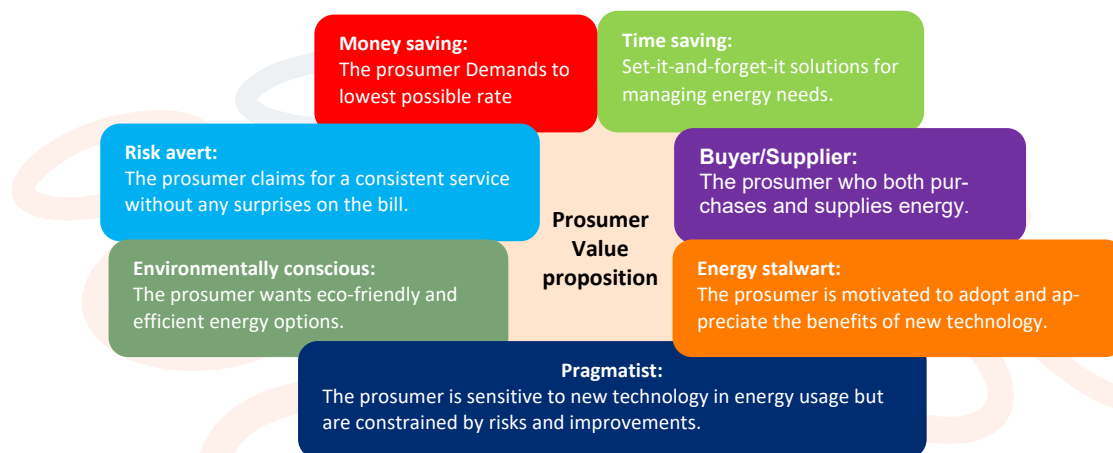 Money saving:
The prosumer Demands to
lowest possible rate
Time saving:
Set-it-and-forget-it solutions for
managing energy needs.
Risk avert:
The prosumer claims for a consistent service
without any surprises on the bill.
Buyer/Supplier:
The prosumer who both pur-
chases and supplies energy.
Prosumer
Value
proposition
Environmentally conscious:
The prosumer wants eco-friendly and
efficient energy options.
Energy stalwart:
The prosumer is motivated to adopt and ap-
preciate the benefits of new technology.
Pragmatist:
The prosumer is sensitive to new technology in energy usage but
are constrained by risks and improvements.